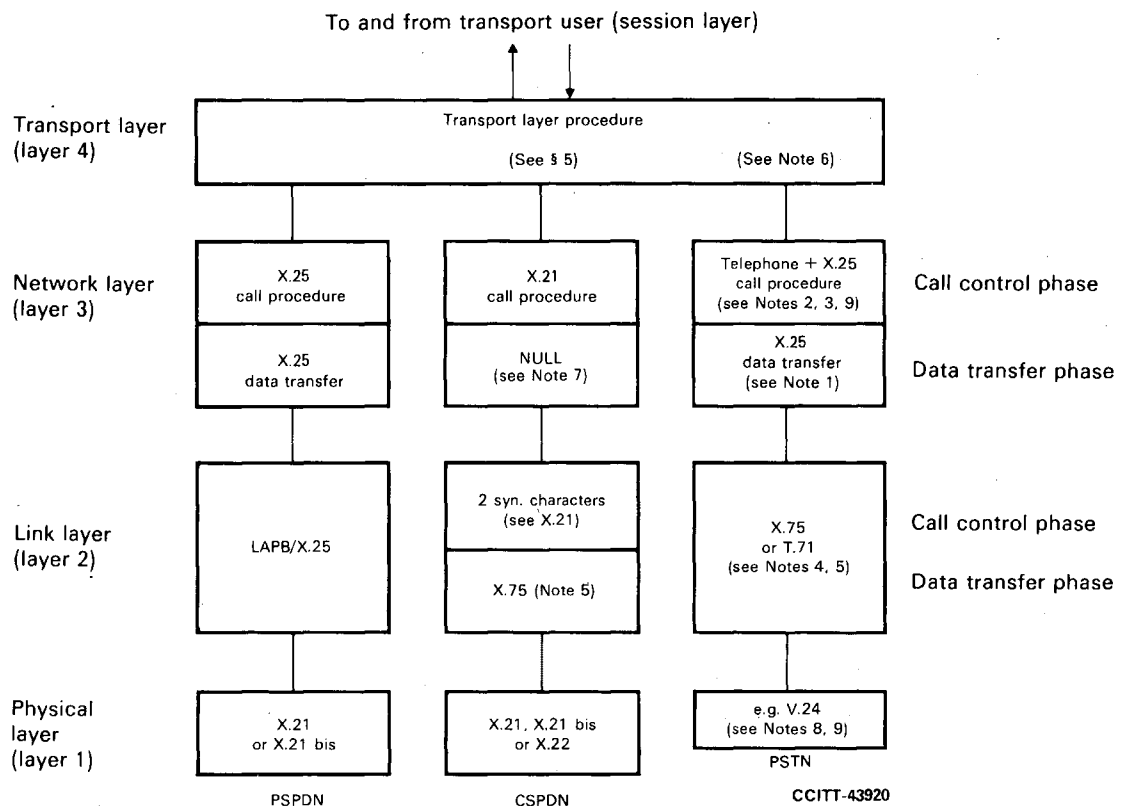 To and from transport user (session layer)
Transport layer
(layer 4)
Transport layer procedure
(See § 5)
(See Note 6)
Network layer
(layer 3)
X.25
call procedure
X.21
call procedure
Telephone + X.25
call procedure
(see Notes 2, 3, 9)
Call control phase
X.25
data transfer
NULL
(see Note 7)
X.25
data transfer
(see Note 1)
Data transfer phase
Link layer
(layer 2)
LAPB/X.25
2 syn. characters
(see X.21)
X.75 (Note 5)
X.75
or T.71
(see Notes 4, 5)
Call control phase
Data transfer phase
Physical
layer
(layer 1)
X.21
or X.21 bis
X.21, X.21 bis
or X.22
e.g. V.24
(see Notes 8, 9)
PSPDN
CSPDN
PSTN
CCITT-43920